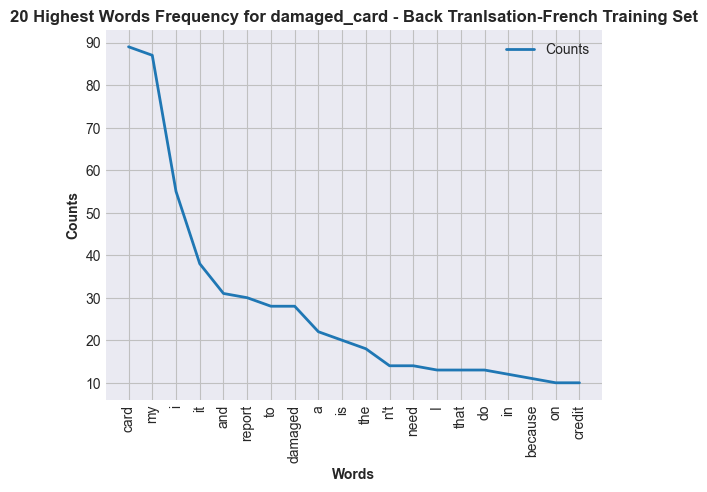 20 Highest Words Frequency for damaged_card - Back Tranlsation-French Training Set
Counts
90
80
70
60
50
40
30
20
10
Counts
card
my
i
it
and
report
to
damaged
a
is
the
n't
need
I
that
do
in
because
on
credit
Words